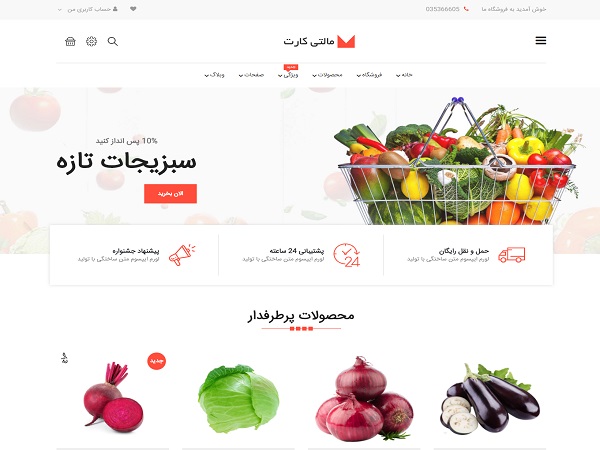 خوش آمدید به فروشگاه ما
035366605
حساب کاربری من
مالتی کارت
جدید
خانه
فروشگاه
محصولات
ویژگی
صفحات
وبلاگ
10% پس انداز کنید
سبزیجات تازه
الان بخرید
حمل و نقل رایگان
لورم ایپسوم متن ساختگی با تولید
پشتیبانی 24 ساعته
لورم ایپسوم متن ساختگی با تولید
پیشنهاد جشنواره
لورم ایپسوم متن ساختگی با تولید
24
محصولات پرطرفدار
جدید